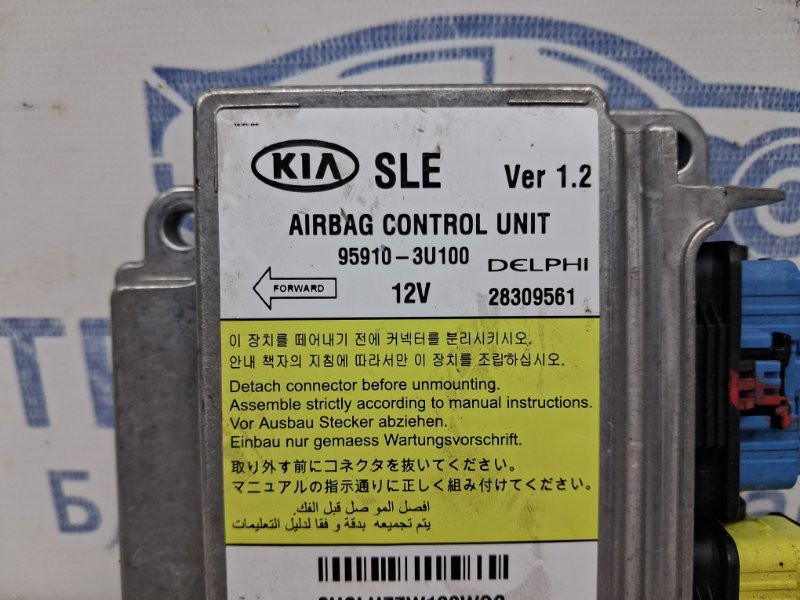 KIA SLE Ver 1.2
AIRBAG CONTROL UNIT
95910-3U100 DELPHI
FORWARD 12V 28309561
이 장치를 떼어내기 전에 커넥터를 분리시키시오.
안내 책자의 지침에 따라서만 이 장치를 조립하십시오.
Detach connector before unmounting.
Assemble strictly according to manual instructions.
Vor Ausbau Stecker abziehen.
Einbau nur gemaess Wartungsvorschrift.
取り外す前にコネクタを抜いてください。
マニュアルの指示通りに正しく組み付けてください。
افصل الموصل قبل الفك.
يتم تجميعه بدقة و فقا لدليل التعليمات